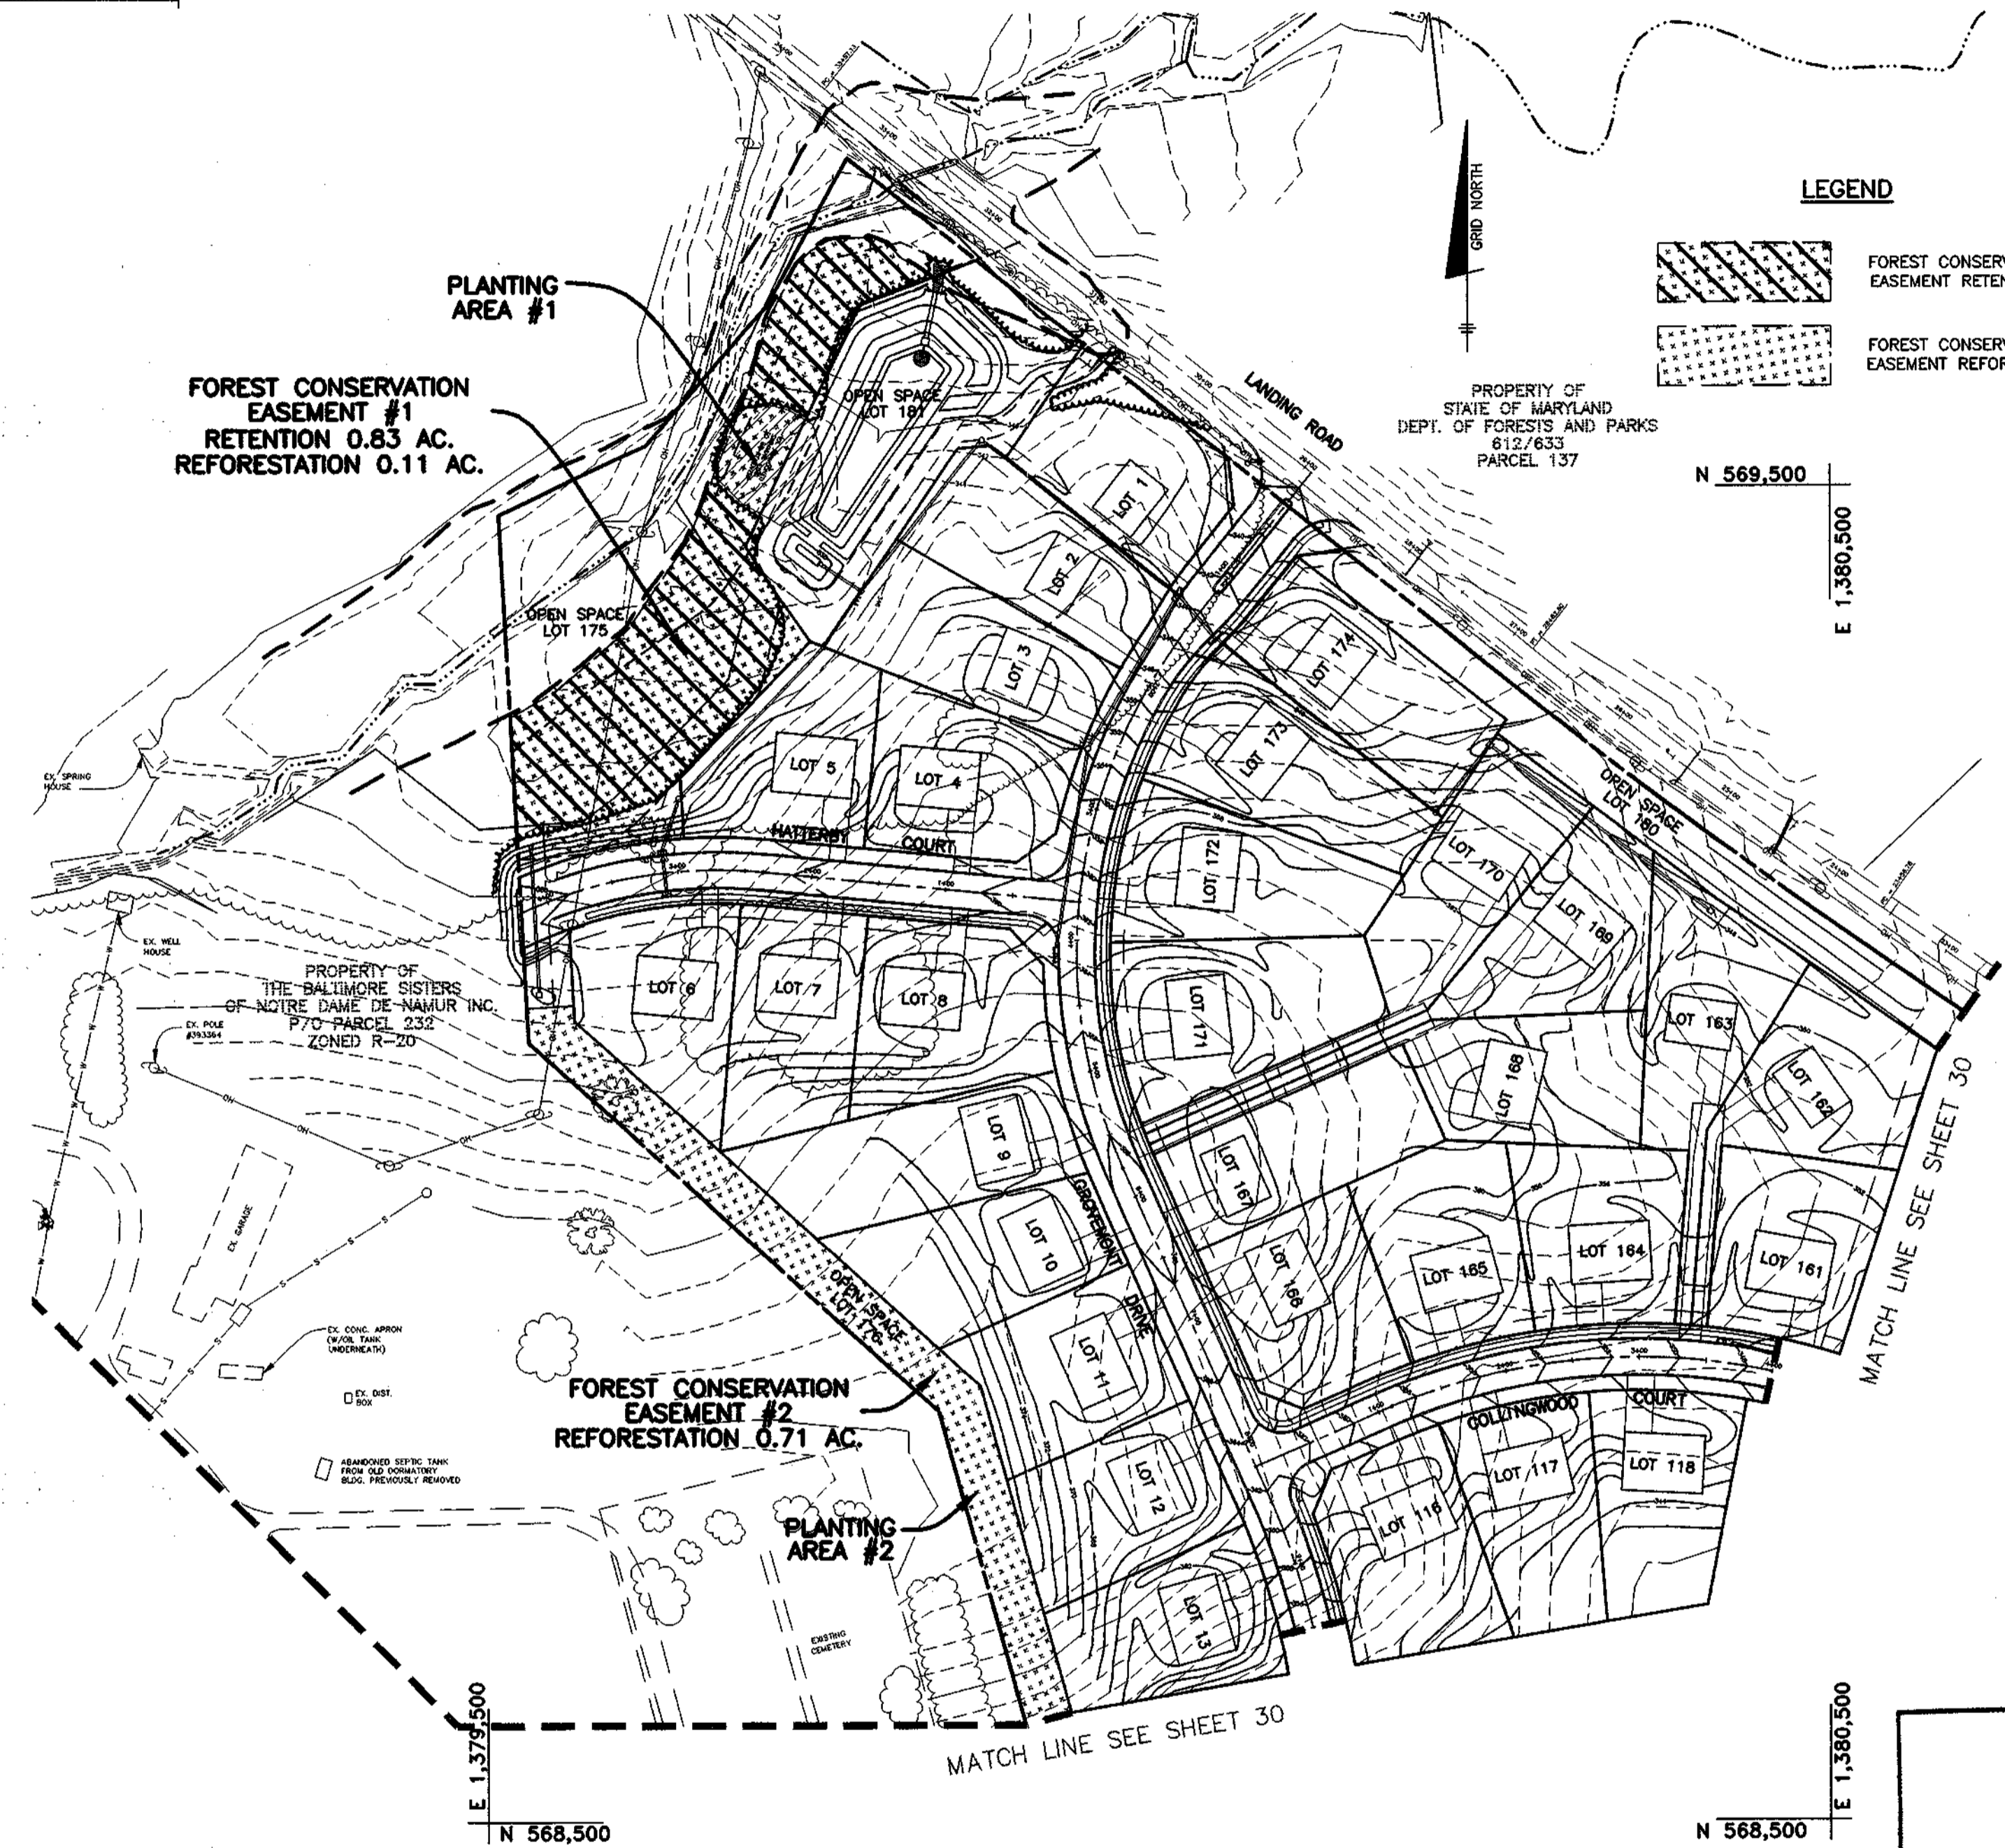 PLANTING
AREA #1
FOREST CONSERVATION
EASEMENT #1
RETENTION 0.83 AC.
REFORESTATION 0.11 AC.
GRID NORTH
LEGEND
FOREST CONSERV
EASEMENT RETEN
FOREST CONSERV
EASEMENT REFOR
LANDING ROAD
PROPERTY OF
STATE OF MARYLAND
DEPT. OF FORESTS AND PARKS
612/633
PARCEL 137
N 569,500
E 1,380,500
OPEN SPACE
LOT 181
LOT 1
LOT 2
LOT 3
OPEN SPACE
LOT 175
LOT 174
LOT 173
LOT 5
LOT 4
EX. SPRING
HOUSE
OPEN SPACE
LOT 180
HATTERBY COURT
LOT 172
LOT 170
LOT 169
EX. WELL
HOUSE
PROPERTY OF
THE BALTIMORE SISTERS
OF NOTRE DAME DE NAMUR INC.
P/O PARCEL 232
ZONED R-20
EX. POLE
#393364
LOT 6
LOT 7
LOT 8
LOT 171
LOT 163
LOT 168
LOT 162
MATCH LINE SEE SHEET 30
LOT 9
LOT 167
EX. GARAGE
GROVEMONT DRIVE
LOT 10
LOT 166
LOT 165
LOT 164
LOT 161
OPEN SPACE
LOT 176
EX. CONC. APRON
(W/OIL TANK
UNDERNEATH)
LOT 11
EX. DIST.
BOX
FOREST CONSERVATION
EASEMENT #2
REFORESTATION 0.71 AC.
COLLINGWOOD COURT
ABANDONED SEPTIC TANK
FROM OLD DORMATORY
BLDG. PREVIOUSLY REMOVED
LOT 12
LOT 116
LOT 117
LOT 118
PLANTING
AREA #2
LOT 13
EXISTING
CEMETERY
MATCH LINE SEE SHEET 30
E 1,379,500
N 568,500
E 1,380,500
N 568,500